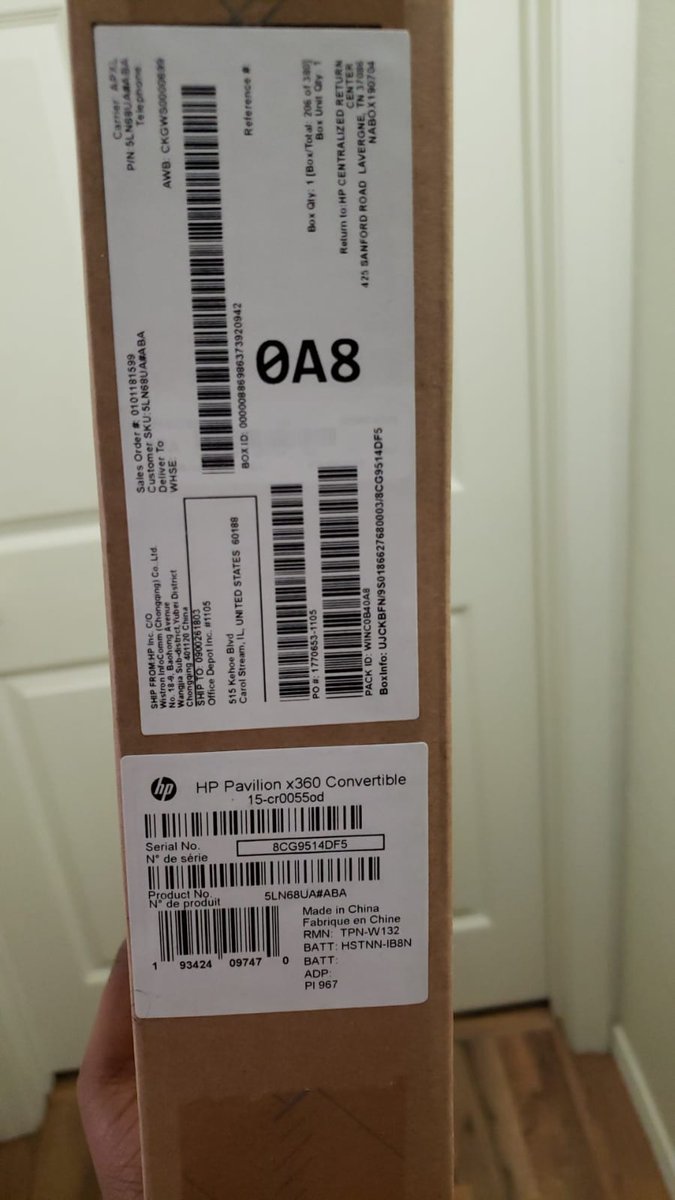 Carrier APXL
P/N 5LN68UA#ABA
Telephone:
AWB: CKGWS0000699
Reference #:
Box Qty: 1 [Box/Total: 206 of 380]
Box Unit Qty 1
Return to:HP CENTRALIZED RETURN
CENTER
425 SANFORD ROAD LAVERGNE, TN 37086
NABOX190704
Sales Order #: 0101181599
Customer SKU:5LN68UA#ABA
Deliver To
WHSE:
BOX ID: 00000886986373920942
0A8
SHIP FROM:HP Inc. C/O
Wistron InfoComm (Chongqing) Co.,Ltd.
No. 18-9, Baohong Avenue
Wangjia Sub-district,Yubei District
Chongqing 401120 China
SHIP TO: 0900261803
Office Depot Inc. #1105
515 Kehoe Blvd
Carol Stream, IL, UNITED STATES 60188
PO #: 1770653-1105
PACK ID: WINC0B40A8
BoxInfo: UJCKBFN/9S0186627680003/8CG9514DF5
hp
HP Pavilion x360 Convertible
15-cr0055od
Serial No.
N° de série
8CG9514DF5
Product No.
N° de produit
5LN68UA#ABA
1 93424 09747 0
Made in China
Fabrique en Chine
RMN: TPN-W132
BATT: HSTNN-IB8N
BATT:
ADP:
PI 967